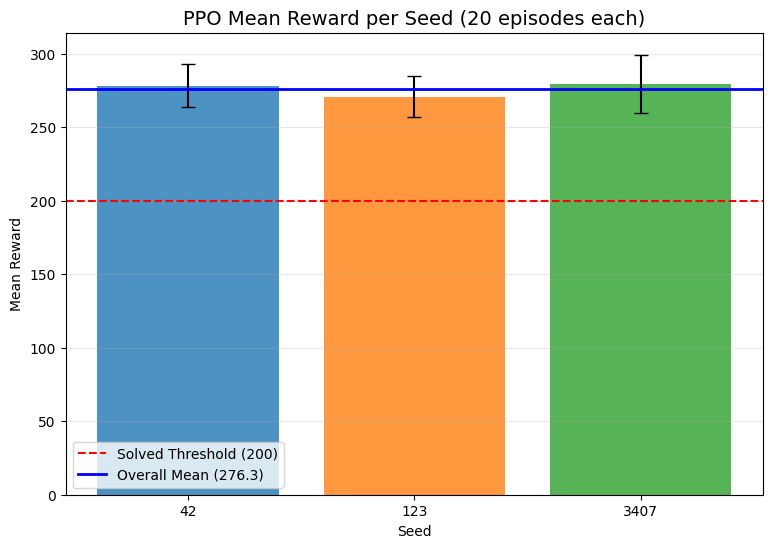 PPO Mean Reward per Seed (20 episodes each)
Mean Reward
300
250
200
150
100
50
0
Solved Threshold (200)
Overall Mean (276.3)
42
123
3407
Seed